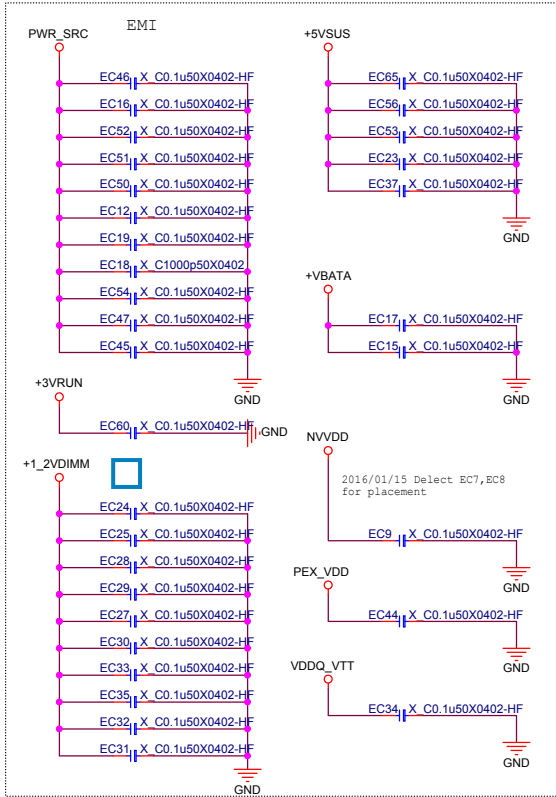 EMI
PWR_SRC
EC46 X_C0.1u50X0402-HF
EC16 X_C0.1u50X0402-HF
EC52 X_C0.1u50X0402-HF
EC51 X_C0.1u50X0402-HF
EC50 X_C0.1u50X0402-HF
EC12 X_C0.1u50X0402-HF
EC19 X_C0.1u50X0402-HF
EC18 X_C1000p50X0402
EC54 X_C0.1u50X0402-HF
EC47 X_C0.1u50X0402-HF
EC45 X_C0.1u50X0402-HF
GND
+3VRUN
EC60 X_C0.1u50X0402-HF
GND
+1_2VDIMM
EC24 X_C0.1u50X0402-HF
EC25 X_C0.1u50X0402-HF
EC28 X_C0.1u50X0402-HF
EC29 X_C0.1u50X0402-HF
EC27 X_C0.1u50X0402-HF
EC30 X_C0.1u50X0402-HF
EC33 X_C0.1u50X0402-HF
EC35 X_C0.1u50X0402-HF
EC32 X_C0.1u50X0402-HF
EC31 X_C0.1u50X0402-HF
GND
+5VSUS
EC65 X_C0.1u50X0402-HF
EC56 X_C0.1u50X0402-HF
EC53 X_C0.1u50X0402-HF
EC23 X_C0.1u50X0402-HF
EC37 X_C0.1u50X0402-HF
GND
+VBATA
EC17 X_C0.1u50X0402-HF
EC15 X_C0.1u50X0402-HF
GND
NVVDD
2016/01/15 Delect EC7,EC8
for placement
EC9 X_C0.1u50X0402-HF
GND
PEX_VDD
EC44 X_C0.1u50X0402-HF
GND
VDDQ_VTT
EC34 X_C0.1u50X0402-HF
GND